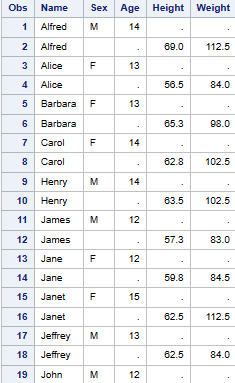 Obs Name Sex Age Height Weight
1 Alfred M 14 . .
2 Alfred . 69.0 112.5
3 Alice F 13 . .
4 Alice . 56.5 84.0
5 Barbara F 13 . .
6 Barbara . 65.3 98.0
7 Carol F 14 . .
8 Carol . 62.8 102.5
9 Henry M 14 . .
10 Henry . 63.5 102.5
11 James M 12 . .
12 James . 57.3 83.0
13 Jane F 12 . .
14 Jane . 59.8 84.5
15 Janet F 15 . .
16 Janet . 62.5 112.5
17 Jeffrey M 13 . .
18 Jeffrey . 62.5 84.0
19 John M 12 . .